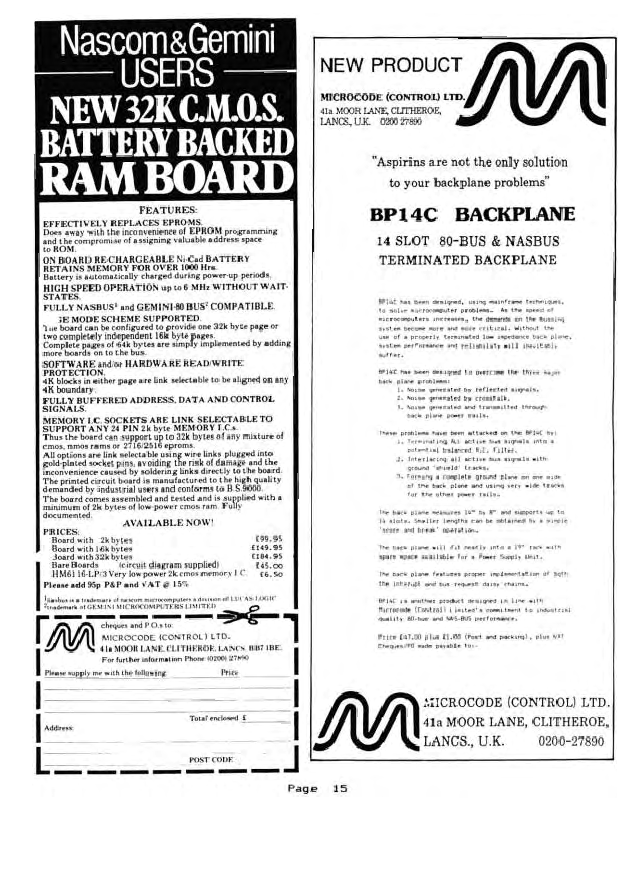 Nascom&Gemini
USERS
NEW 32K C.M.O.S.
BATTERY BACKED
RAM BOARD
FEATURES:
EFFECTIVELY REPLACES EPROMS.
Does away with the inconvenience of EPROM programming
and the compromise of assigning valuable address space
to ROM.
ON BOARD RE-CHARGEABLE Ni-Cad BATTERY
RETAINS MEMORY FOR OVER 1000 Hrs.
Battery is automatically charged during power-up periods.
HIGH SPEED OPERATION up to 6 MHz WITHOUT WAIT-
STATES.
FULLY NASBUS¹ and GEMINI-80 BUS² COMPATIBLE.
MODE SCHEME SUPPORTED.
The board can be configured to provide one 32k byte page or
two completely independent 16k byte pages.
Complete pages of 64k bytes are simply implemented by adding
more boards on to the bus.
SOFTWARE and/or HARDWARE READ/WRITE
PROTECTION.
4K blocks in either page are link selectable to be aligned on any
4K boundary.
FULLY BUFFERED ADDRESS, DATA AND CONTROL
SIGNALS.
MEMORY I.C. SOCKETS ARE LINK SELECTABLE TO
SUPPORT ANY 24 PIN 2k byte MEMORY I.C.s.
Thus the board can support up to 32k bytes of any mixture of
cmos, nmos rams or 2716/2516 eproms.
All options are link selectable using wire links plugged into
gold-plated socket pins, avoiding the risk of damage and the
inconvenience caused by soldering links directly to the board.
The printed circuit board is manufactured to the high quality
demanded by industrial users and conforms to B.S.9000.
The board comes assembled and tested and is supplied with a
minimum of 2k bytes of low-power cmos ram. Fully
documented.
AVAILABLE NOW!
PRICES:
Board with 2k bytes £99.95
Board with 16k bytes £149.95
Board with 32k bytes £184.95
Bare Boards (circuit diagram supplied) £45.00
HM6116-LP/3 Very low power 2k cmos memory I.C. £6.50
Please add 95p P&P and VAT @ 15%
¹Nasbus is a trademark of nascom microcomputers a division of LUCAS LOGIC
²trademark of GEMINI MICROCOMPUTERS LIMITED
cheques and P.O.s to:
MICROCODE (CONTROL) LTD.
41a MOOR LANE, CLITHEROE, LANCS. BB7 1BE.
For further information Phone (0200) 27890
Please supply me with the following: Price
Total enclosed £
Address:
POST CODE
NEW PRODUCT
MICROCODE (CONTROL) LTD.
41a MOOR LANE, CLITHEROE,
LANCS., U.K. 0200 27890
"Aspirins are not the only solution
to your backplane problems"
BP14C BACKPLANE
14 SLOT 80-BUS & NASBUS
TERMINATED BACKPLANE
BP14C has been designed, using mainframe techniques,
to solve microcomputer problems. As the speed of
microcomputers increases, the demands on the Bussing
system become more and more critical. Without the
use of a properly terminated low impedance back plane,
system performance and reliability will inevitably
suffer.
BP14C has been designed to overcome the three major
back plane problems:
1. Noise generated by reflected signals.
2. Noise generated by crosstalk.
3. Noise generated and transmitted through
back plane power rails.
These problems have been attacked on the BP14C by:
1. Terminating ALL active bus signals into a
potential balanced R.C. Filter.
2. Interlacing all active bus signals with
ground 'shield' tracks.
3. Forming a complete ground plane on one side
of the back plane and using very wide tracks
for the other power rails.
The back plane measures 14" by 8" and supports up to
14 slots. Smaller lengths can be obtained by a simple
'score and break' operation.
The back plane will fit neatly into a 19" rack with
spare space available for a Power Supply Unit.
The back plane features proper implementation of both
the interrupt and bus request daisy chains.
BP14C is another product designed in line with
Microcode (Control) Limited's commitment to industrial
quality 80-bus and NAS-BUS performance.
Price £47.00 plus £1.00 (Post and packing), plus VAT
Cheques/PO made payable to:-
MICROCODE (CONTROL) LTD.
41a MOOR LANE, CLITHEROE,
LANCS., U.K. 0200-27890
Page 15